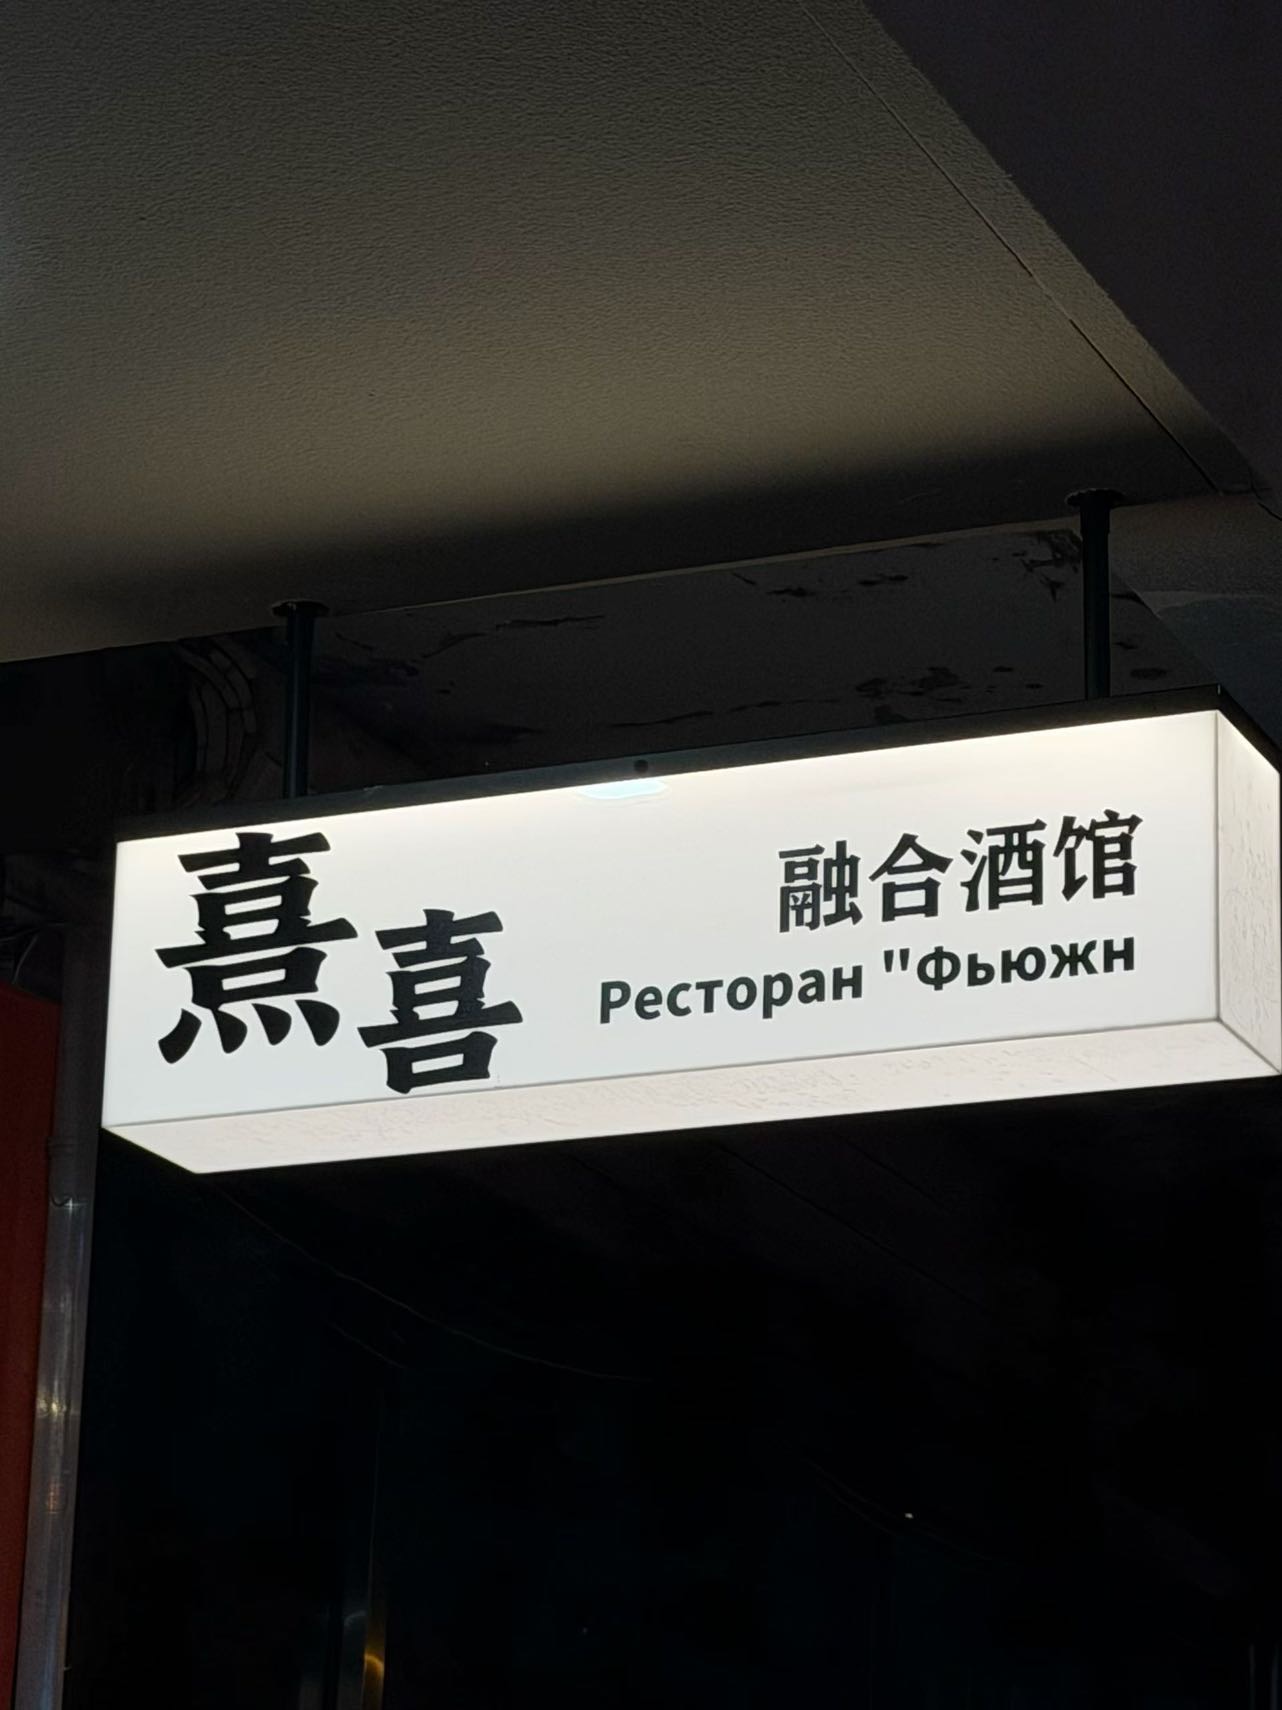 熹喜
融合酒馆
Ресторан "Фьюжн